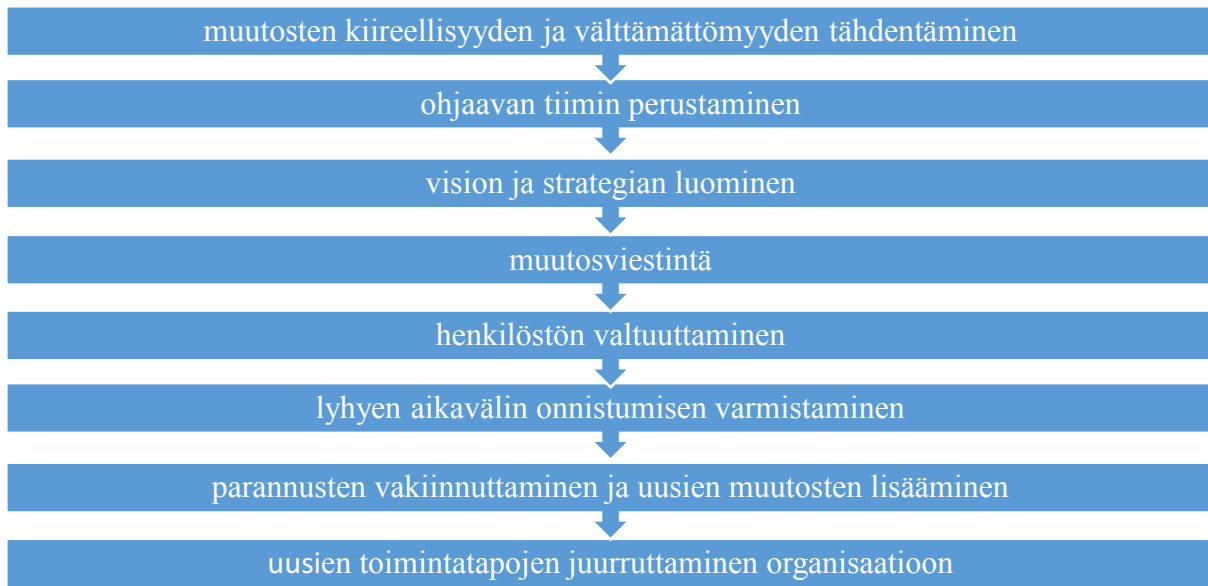 muutosten kiireellisyyden ja välttämättömyyden tähdentäminen
ohjaavan tiimin perustaminen
vision ja strategian luominen
muutosviestintä
henkilöstön valtuuttaminen
lyhyen aikavälin onnistumisen varmistaminen
parannusten vakiinnuttaminen ja uusien muutosten lisääminen
uusien toimintatapojen juurruttaminen organisaatioon